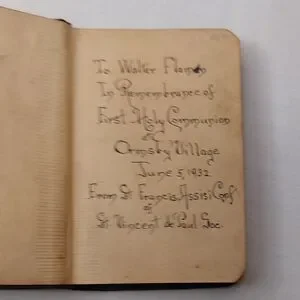 To Walter
In Remembrance of
First Holy Communion
at
Ormsby Village
June 5, 1932
From St Francis Assisi Conf
of
St Vincent de Paul Soc.